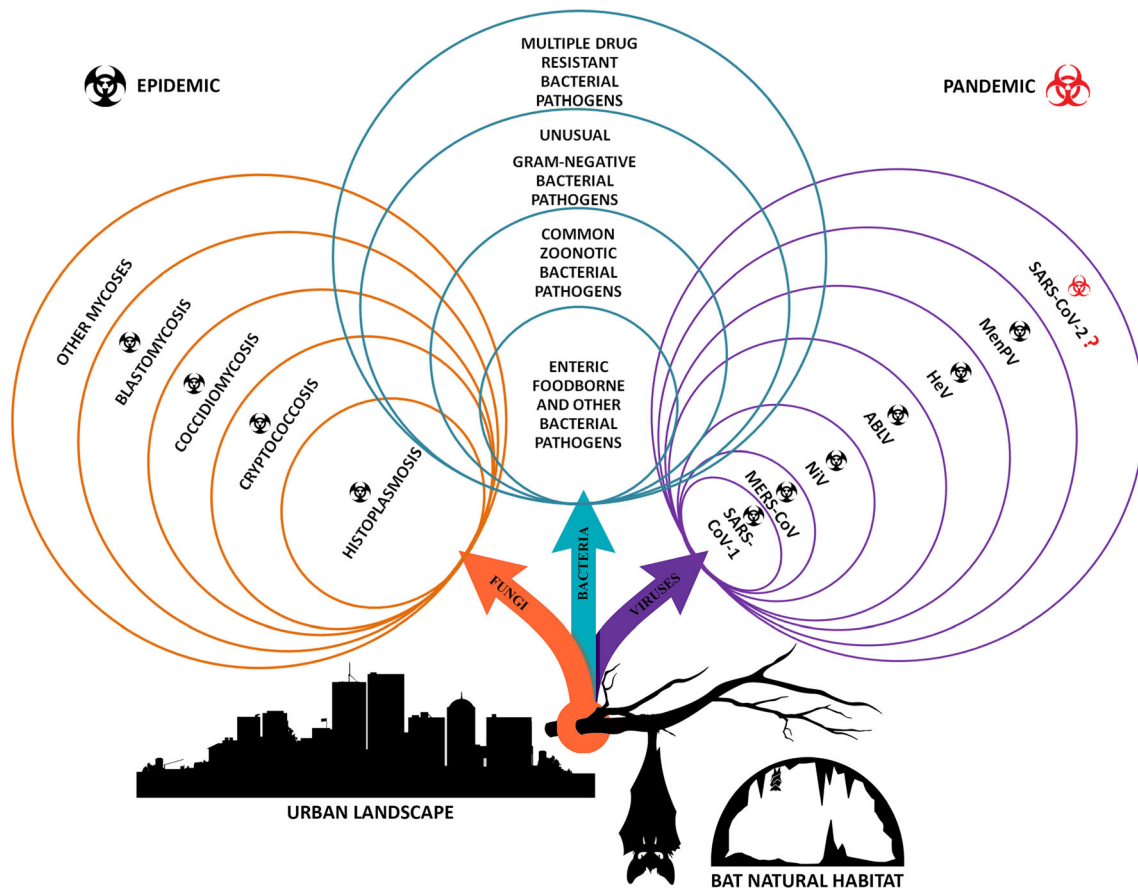 EPIDEMIC
PANDEMIC
MULTIPLE DRUG
RESISTANT
BACTERIAL
PATHOGENS
UNUSUAL
GRAM-NEGATIVE
BACTERIAL
PATHOGENS
COMMON
ZOONOTIC
BACTERIAL
PATHOGENS
ENTERIC
FOODBORNE
AND OTHER
BACTERIAL
PATHOGENS
OTHER MYCOSES
BLASTOMYCOSIS
COCCIDIOMYCOSIS
CRYPTOCOCCOSIS
HISTOPLASMOSIS
SARS-CoV-2 ?
MenPV
HeV
ABLV
NiV
MERS-CoV
SARS-
CoV-1
FUNGI
BACTERIA
VIRUSES
URBAN LANDSCAPE
BAT NATURAL HABITAT